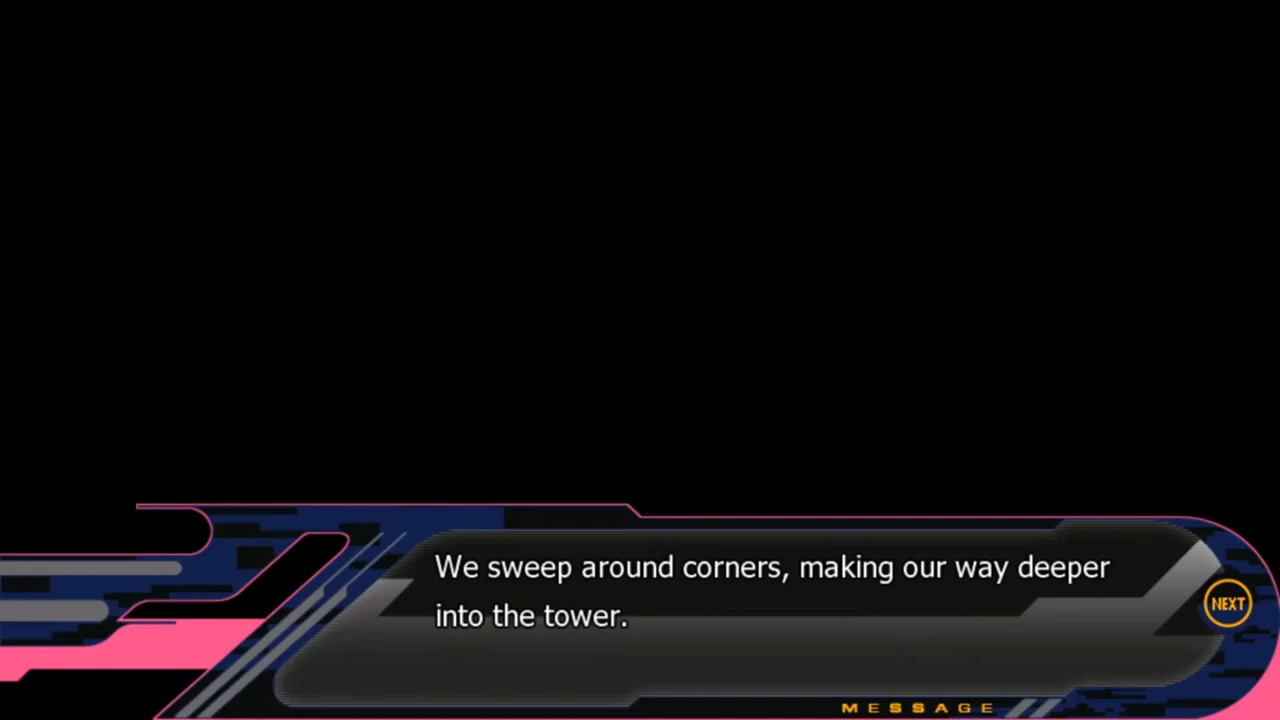 We sweep around corners, making our way deeper
into the tower.
NEXT
MESSAGE